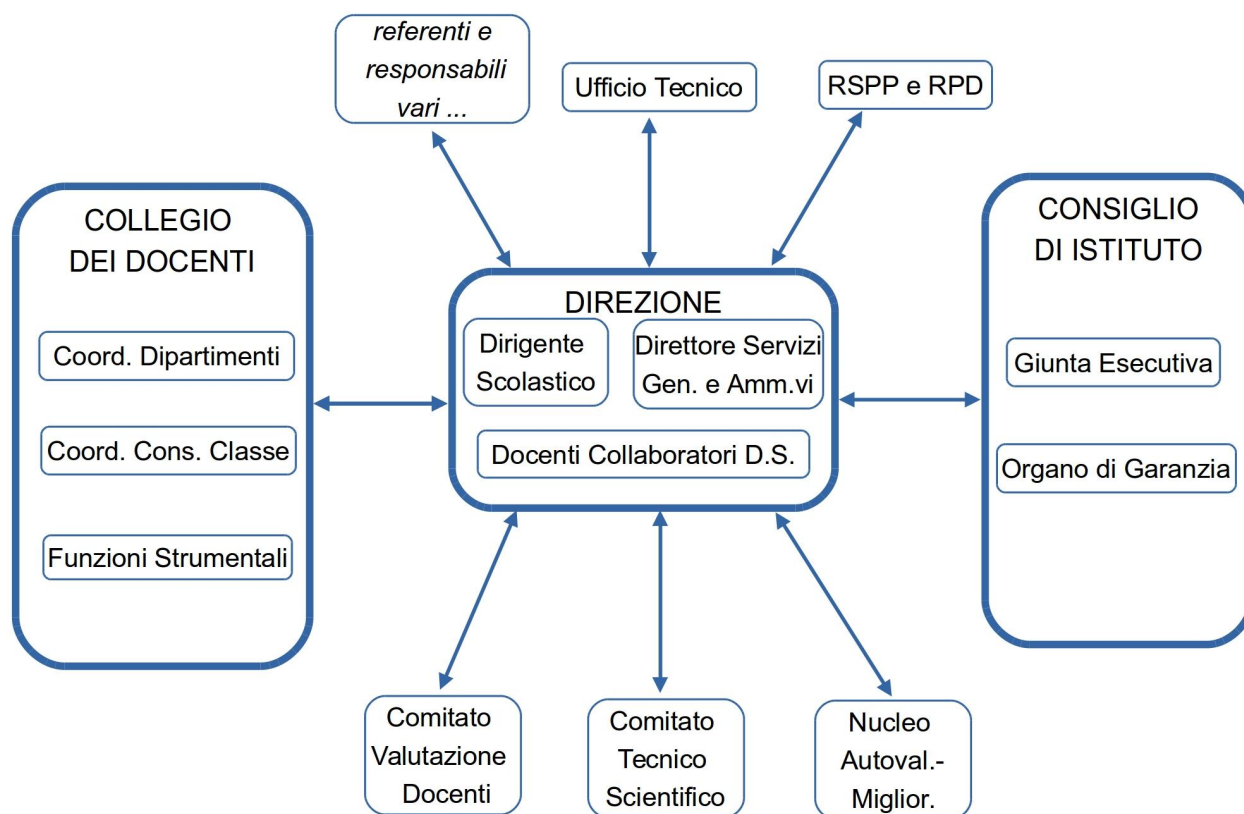 referenti e
responsabili
vari ...
Ufficio Tecnico
RSPP e RPD
COLLEGIO
DEI DOCENTI
Coord. Dipartimenti
Coord. Cons. Classe
Funzioni Strumentali
DIREZIONE
Dirigente
Scolastico
Direttore Servizi
Gen. e Amm.vi
Docenti Collaboratori D.S.
CONSIGLIO
DI ISTITUTO
Giunta Esecutiva
Organo di Garanzia
Comitato
Valutazione
Docenti
Comitato
Tecnico
Scientifico
Nucleo
Autoval.-
Miglior.